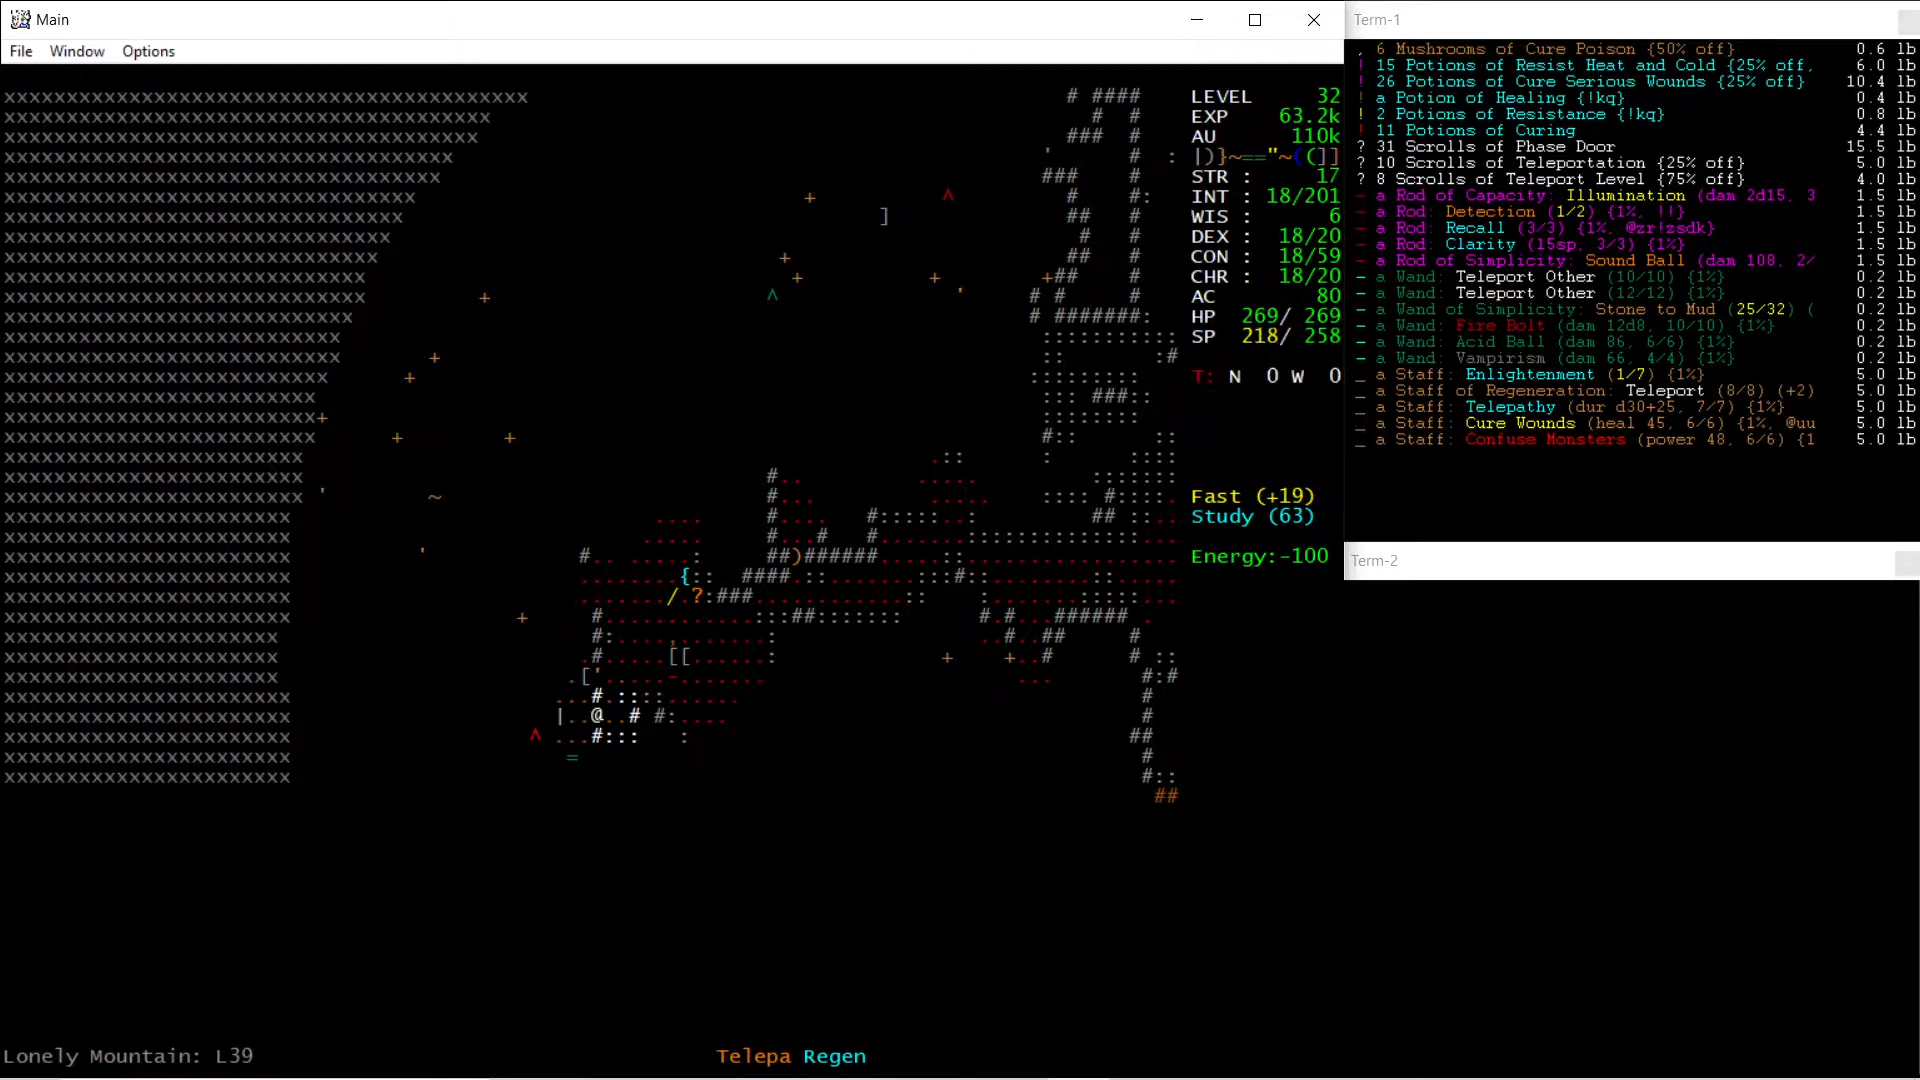 Main
File Window Options
LEVEL 32
EXP 63.2k
AU 110k
|)}~=="~((]]
STR : 17
INT : 18/201
WIS : 6
DEX : 18/20
CON : 18/59
CHR : 18/20
AC 80
HP 269/ 269
SP 218/ 258
T: N 0 W 0
Fast (+19)
Study (63)
Energy:-100
Lonely Mountain: L39
Telepa Regen
Term-1
, 6 Mushrooms of Cure Poison {50% off} 0.6 lb
! 15 Potions of Resist Heat and Cold {25% off, 6.0 lb
! 26 Potions of Cure Serious Wounds {25% off} 10.4 lb
! a Potion of Healing {!kq} 0.4 lb
! 2 Potions of Resistance {!kq} 0.8 lb
! 11 Potions of Curing 4.4 lb
? 31 Scrolls of Phase Door 15.5 lb
? 10 Scrolls of Teleportation {25% off} 5.0 lb
? 8 Scrolls of Teleport Level {75% off} 4.0 lb
- a Rod of Capacity: Illumination (dam 2d15, 3 1.5 lb
- a Rod: Detection (1/2) {1%, !!} 1.5 lb
- a Rod: Recall (3/3) {1%, @zr!zsdk} 1.5 lb
- a Rod: Clarity (15sp, 3/3) {1%} 1.5 lb
- a Rod of Simplicity: Sound Ball (dam 108, 2/ 1.5 lb
- a Wand: Teleport Other (10/10) {1%} 0.2 lb
- a Wand: Teleport Other (12/12) {1%} 0.2 lb
- a Wand of Simplicity: Stone to Mud (25/32) ( 0.2 lb
- a Wand: Fire Bolt (dam 12d8, 10/10) {1%} 0.2 lb
- a Wand: Acid Ball (dam 86, 6/6) {1%} 0.2 lb
- a Wand: Vampirism (dam 66, 4/4) {1%} 0.2 lb
_ a Staff: Enlightenment (1/7) {1%} 5.0 lb
_ a Staff of Regeneration: Teleport (8/8) (+2) 5.0 lb
_ a Staff: Telepathy (dur d30+25, 7/7) {1%} 5.0 lb
_ a Staff: Cure Wounds (heal 45, 6/6) {1%, @uu 5.0 lb
_ a Staff: Confuse Monsters (power 48, 6/6) {1 5.0 lb
Term-2